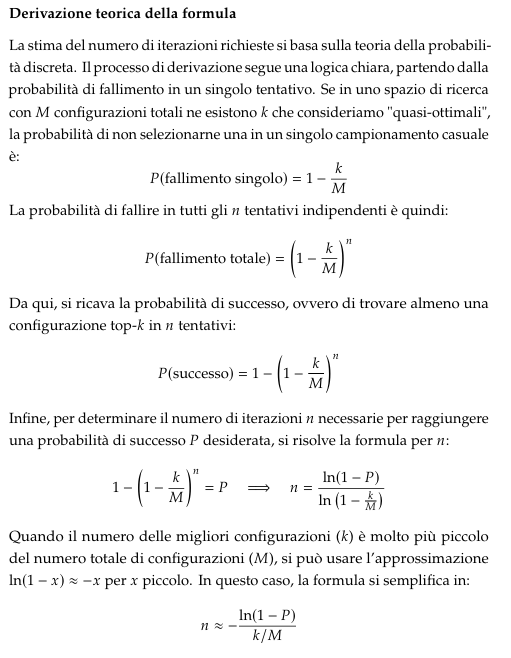 Derivazione teorica della formula
La stima del numero di iterazioni richieste si basa sulla teoria della probabili-
tà discreta. Il processo di derivazione segue una logica chiara, partendo dalla
probabilità di fallimento in un singolo tentativo. Se in uno spazio di ricerca
con M configurazioni totali ne esistono k che consideriamo "quasi-ottimali",
la probabilità di non selezionarne una in un singolo campionamento casuale
è:
P(fallimento singolo) = 1 − k/M
La probabilità di fallire in tutti gli n tentativi indipendenti è quindi:
P(fallimento totale) = (1 − k/M)^n
Da qui, si ricava la probabilità di successo, ovvero di trovare almeno una
configurazione top-k in n tentativi:
P(successo) = 1 − (1 − k/M)^n
Infine, per determinare il numero di iterazioni n necessarie per raggiungere
una probabilità di successo P desiderata, si risolve la formula per n:
1 − (1 − k/M)^n = P ⟹ n = ln(1 − P) / ln(1 − k/M)
Quando il numero delle migliori configurazioni (k) è molto più piccolo
del numero totale di configurazioni (M), si può usare l'approssimazione
ln(1 − x) ≈ −x per x piccolo. In questo caso, la formula si semplifica in:
n ≈ − ln(1 − P) / k/M